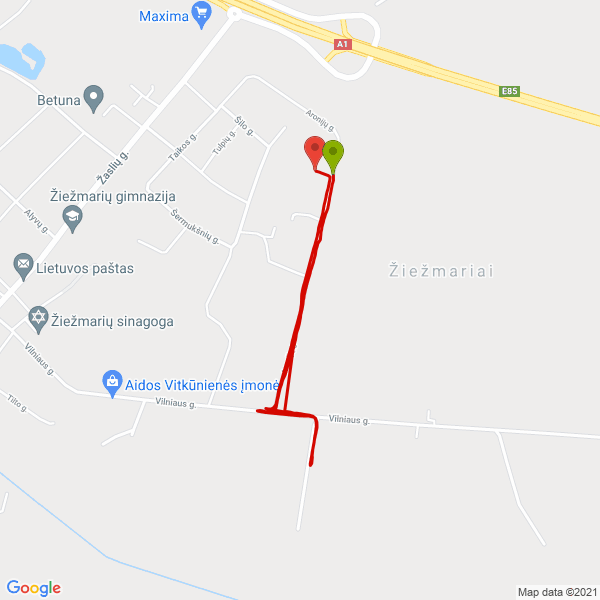 Maxima
A1
E85
Betuna
Aronijų g.
Šilo g.
Tulpių g.
Taikos g.
Žaslių g.
Žiežmarių gimnazija
Alyvų g.
Šermukšnių g.
Lietuvos paštas
Žiežmariai
Žiežmarių sinagoga
Vilniaus g.
Aidos Vitkūnienės įmonė
Tilto g.
Vilniaus g.
Vilniaus g.
Google
Map data ©2021